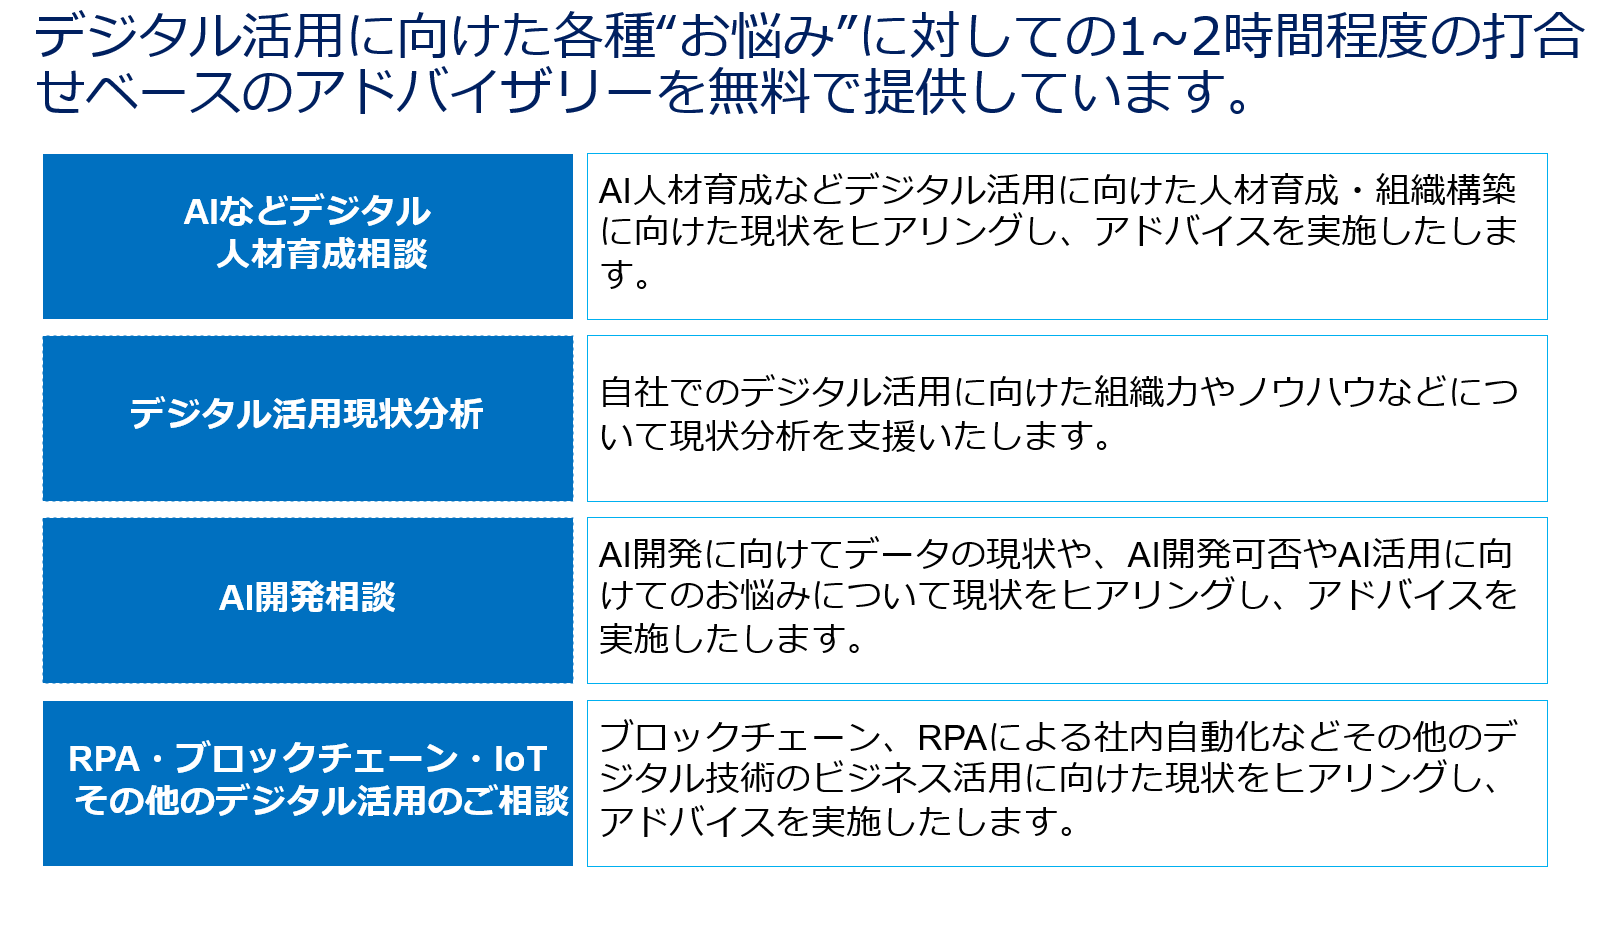 デジタル活用に向けた各種“お悩み”に対しての1~2時間程度の打合
せベースのアドバイザリーを無料で提供しています。
AIなどデジタル
人材育成相談
AI人材育成などデジタル活用に向けた人材育成・組織構築
に向けた現状をヒアリングし、アドバイスを実施したしま
す。
デジタル活用現状分析
自社でのデジタル活用に向けた組織力やノウハウなどにつ
いて現状分析を支援いたします。
AI開発相談
AI開発に向けてデータの現状や、AI開発可否やAI活用に向
けてのお悩みについて現状をヒアリングし、アドバイスを
実施したします。
RPA・ブロックチェーン・IoT
その他のデジタル活用のご相談
ブロックチェーン、RPAによる社内自動化などその他のデ
ジタル技術のビジネス活用に向けた現状をヒアリングし、
アドバイスを実施したします。